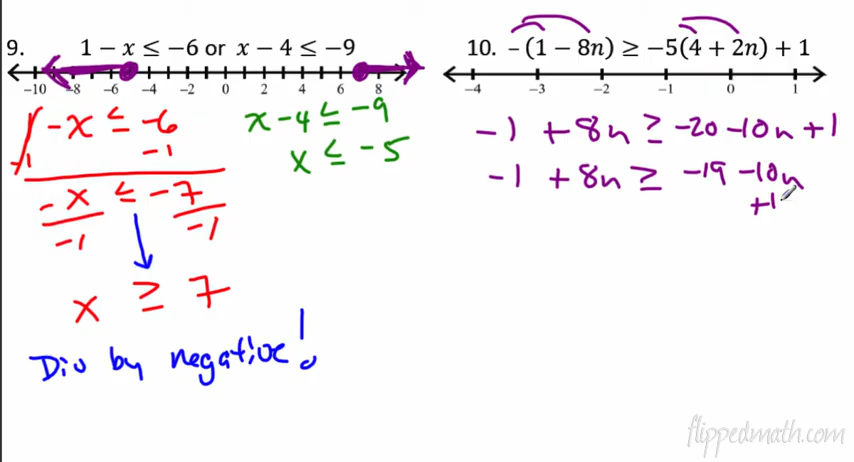 9. 1 − x ≤ −6 or x − 4 ≤ −9
-10 -8 -6 -4 -2 0 2 4 6 8
1 -x ≤ -6
-1 -1
-x ≤ -7
-1 -1
x ≥ 7
Div by negative!
x-4 ≤ -9
x ≤ -5
10. −(1 − 8n) ≥ −5(4 + 2n) + 1
-4 -3 -2 -1 0 1
-1 +8n ≥ -20 -10n +1
-1 +8n ≥ -19 -10n
+1
flippedmath.com